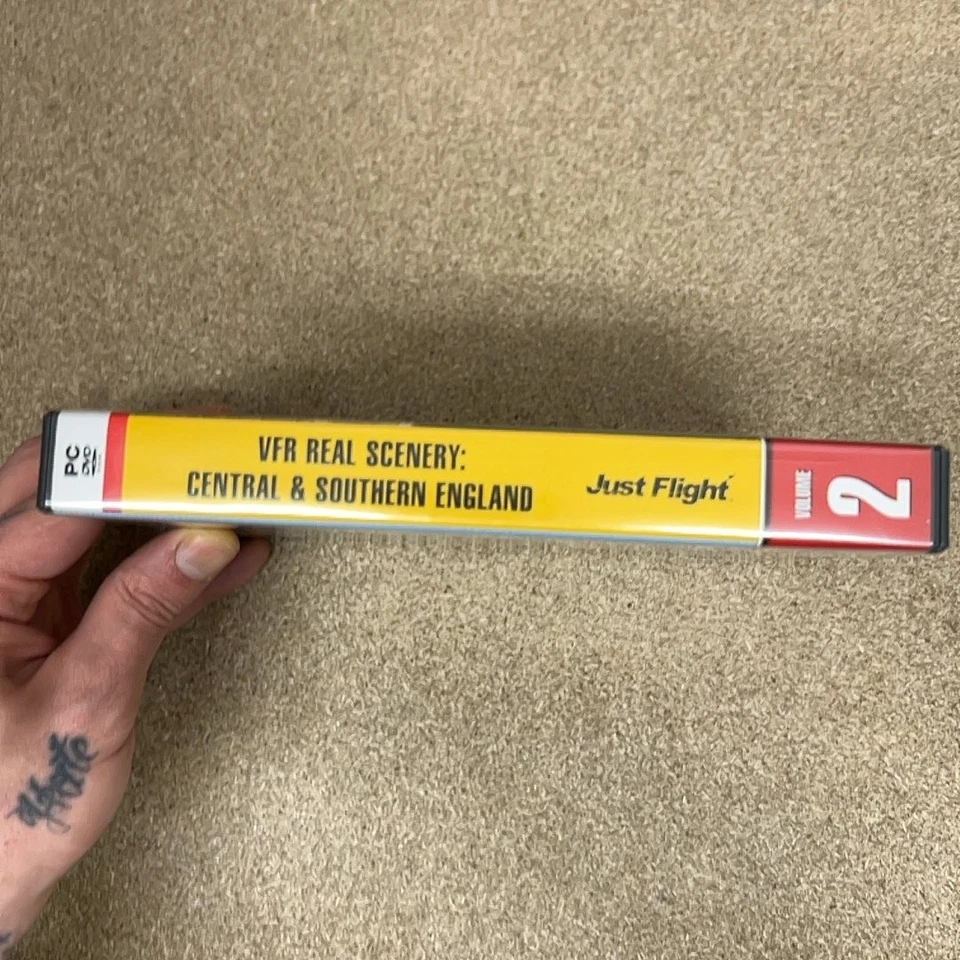 PC
DVD
VFR REAL SCENERY:
CENTRAL & SOUTHERN ENGLAND
Just Flight
VOLUME
2